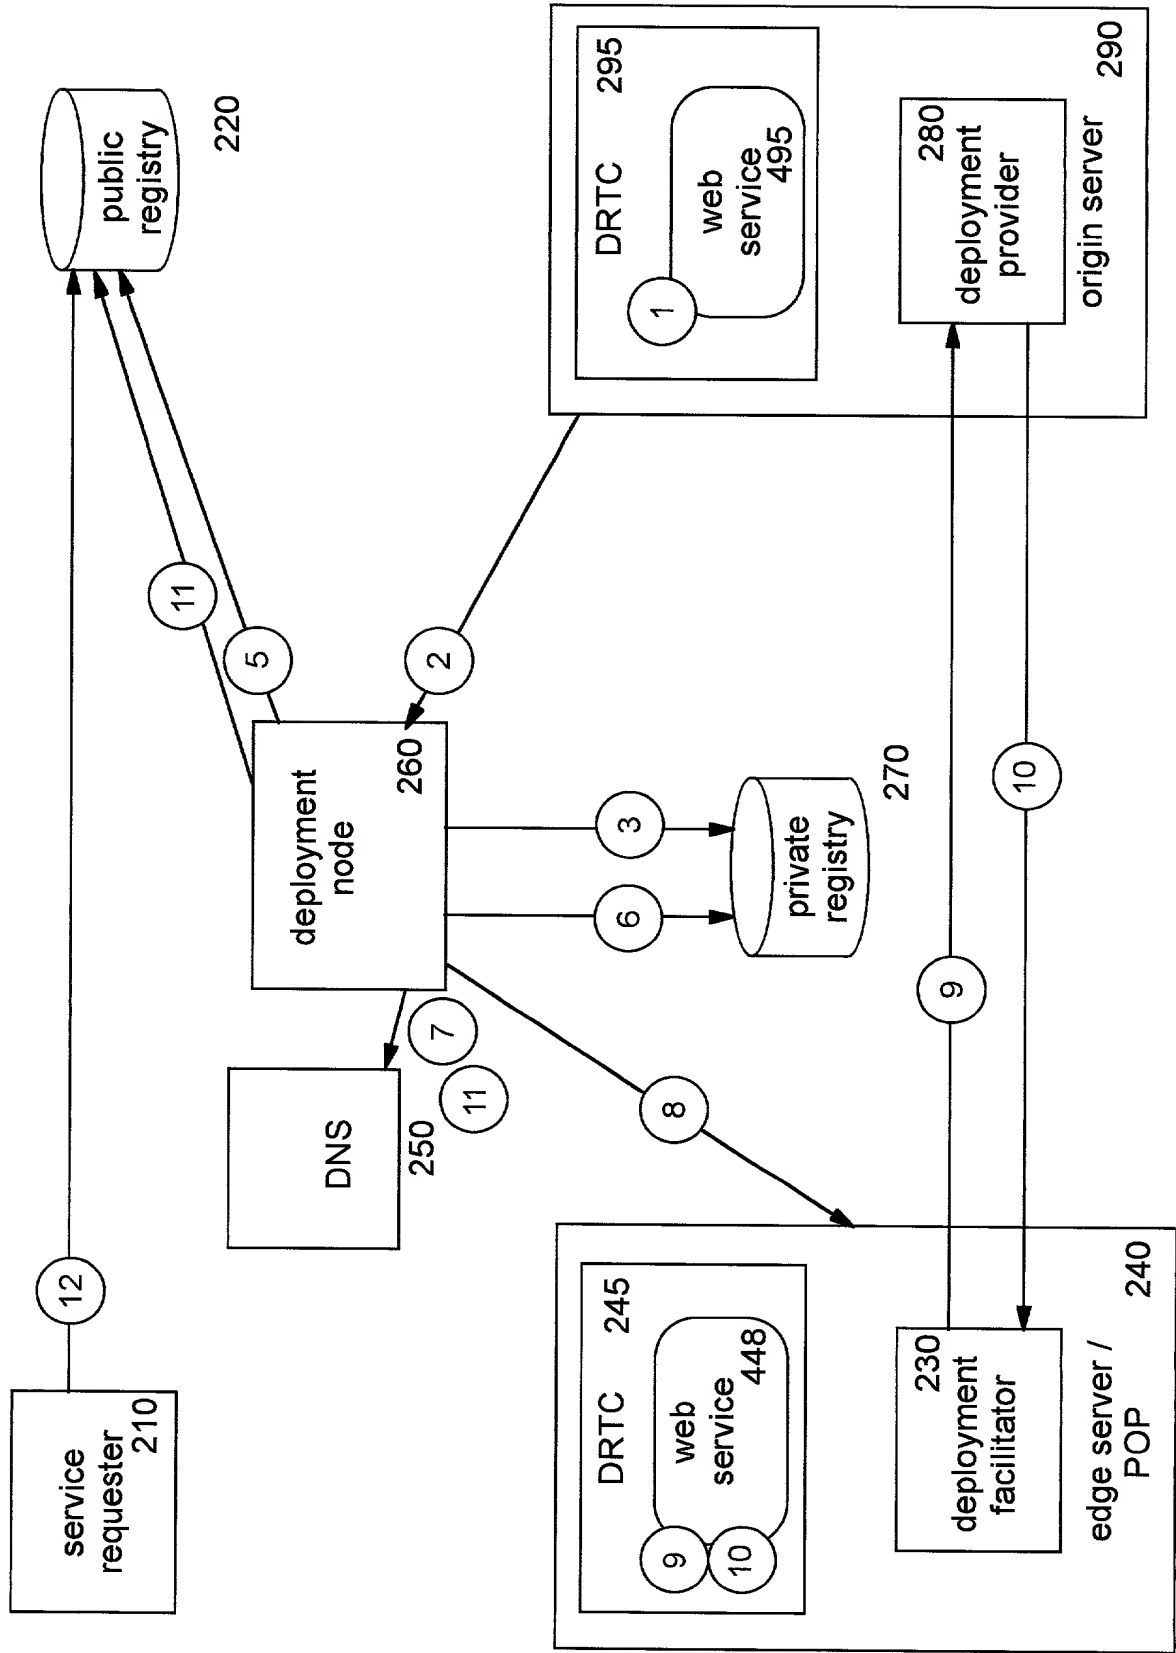 service
requester
210
12
public
registry
220
11
5
DNS
250
7
11
deployment
node
260
2
3
6
private
registry
270
8
DRTC
245
web
service
448
9
10
deployment
facilitator
230
edge server /
POP
240
9
10
DRTC
295
web
service
495
1
deployment
provider
280
origin server
290